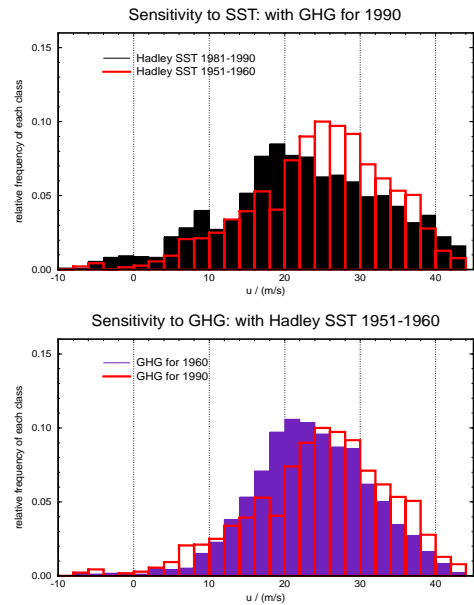 Sensitivity to SST: with GHG for 1990
0.15
Hadley SST 1981-1990
Hadley SST 1951-1960
0.10
0.05
0.00
relative frequency of each class
-10 0 10 20 30 40
u / (m/s)
Sensitivity to GHG: with Hadley SST 1951-1960
0.15
GHG for 1960
GHG for 1990
0.10
0.05
0.00
relative frequency of each class
-10 0 10 20 30 40
u / (m/s)